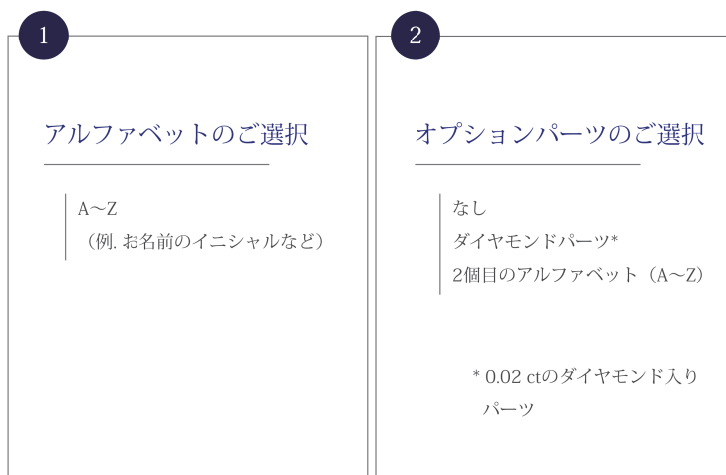 1
アルファベットのご選択
A〜Z
（例. お名前のイニシャルなど）
2
オプションパーツのご選択
なし
ダイヤモンドパーツ*
2個目のアルファベット（A〜Z）
* 0.02 ctのダイヤモンド入り
パーツ